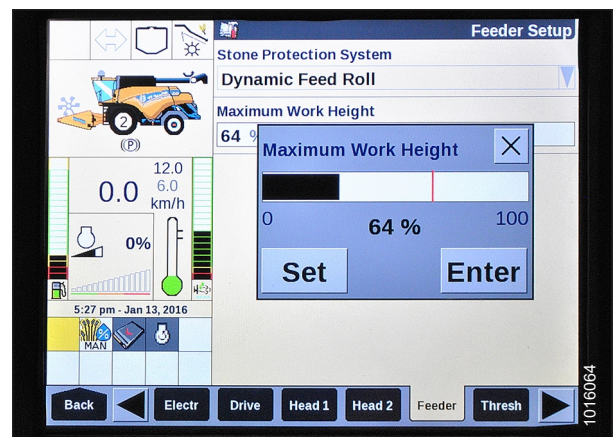 Feeder Setup
Stone Protection System
Dynamic Feed Roll
Maximum Work Height
64 %
Maximum Work Height
0
64 %
100
Set
Enter
2
(P)
12.0
0.0
6.0
km/h
0%
5:27 pm - Jan 13, 2016
MAN
Back
Electr
Drive
Head 1
Head 2
Feeder
Thresh
1016064